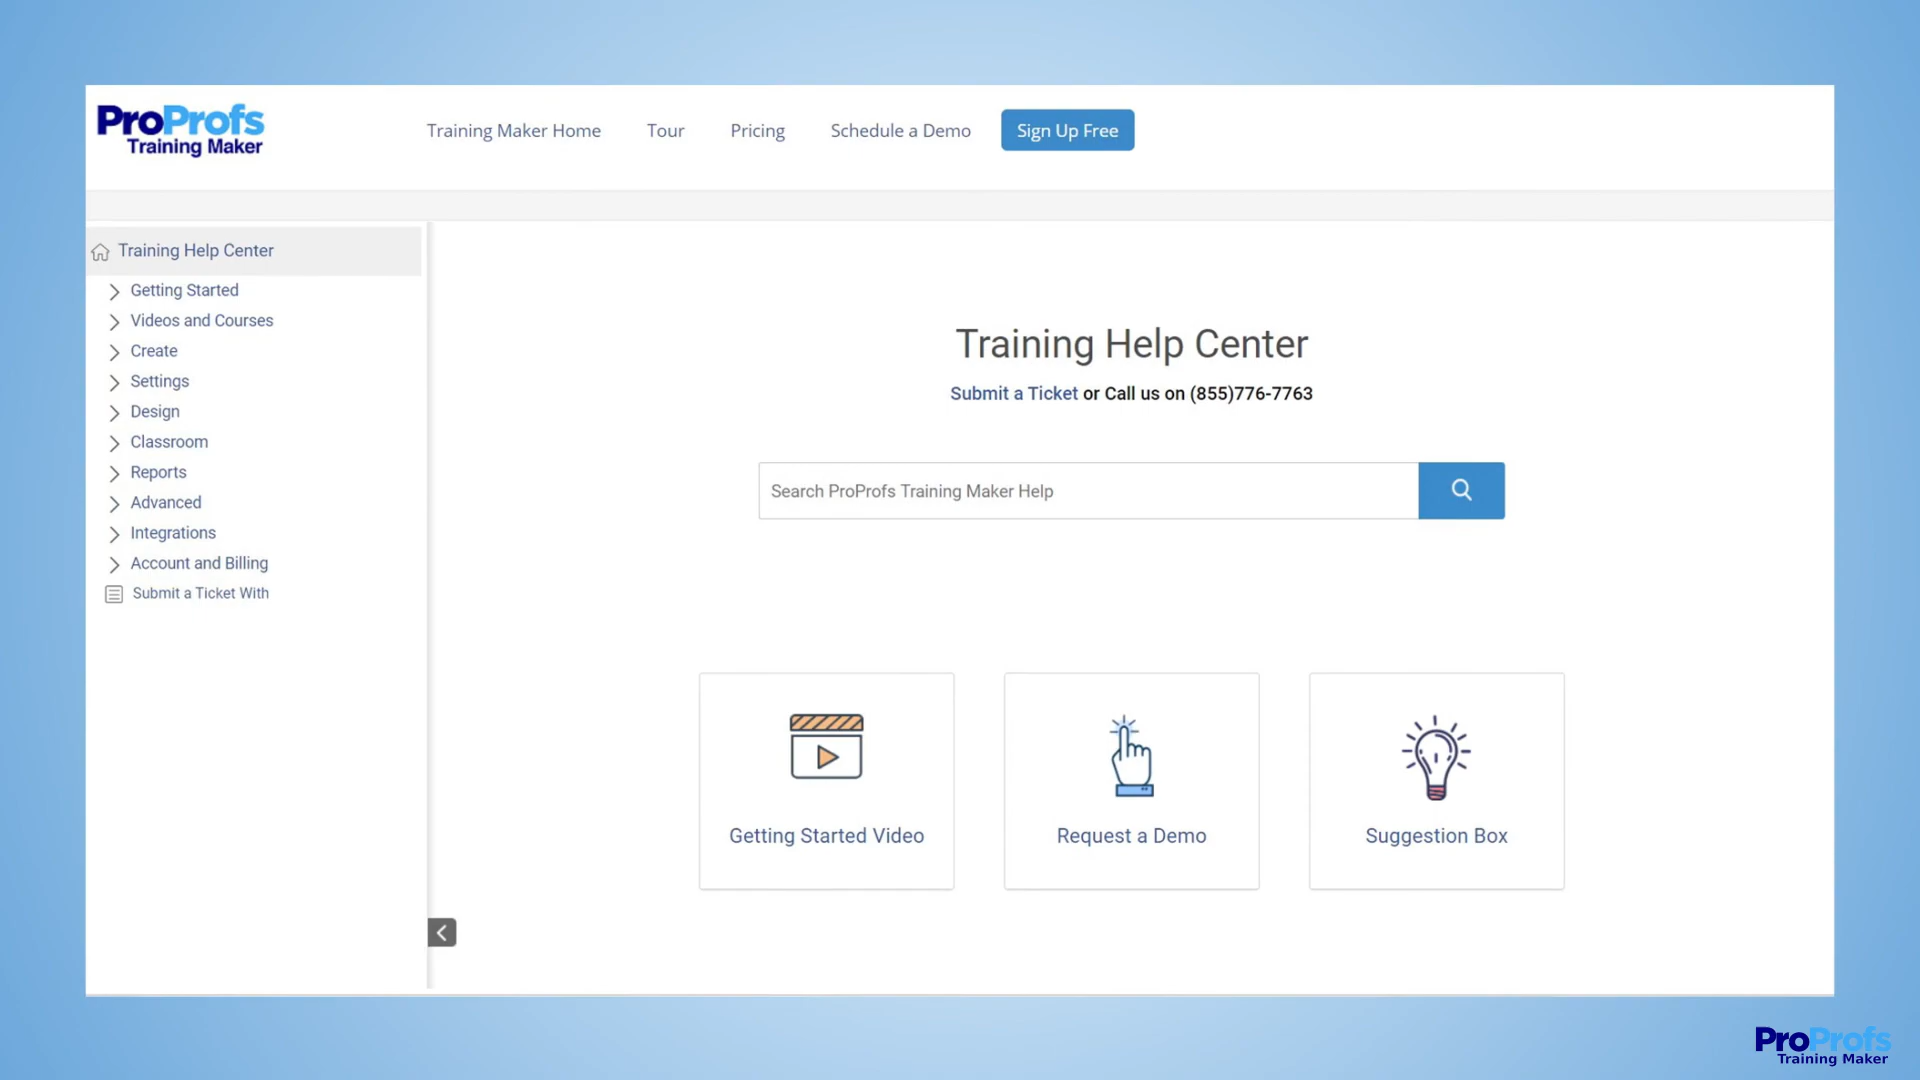 ProProfs
Training Maker
Training Maker Home
Tour
Pricing
Schedule a Demo
Sign Up Free
Training Help Center
Getting Started
Videos and Courses
Create
Settings
Design
Classroom
Reports
Advanced
Integrations
Account and Billing
Submit a Ticket With
Training Help Center
Submit a Ticket or Call us on (855)776-7763
Search ProProfs Training Maker Help
Getting Started Video
Request a Demo
Suggestion Box
ProProfs
Training Maker